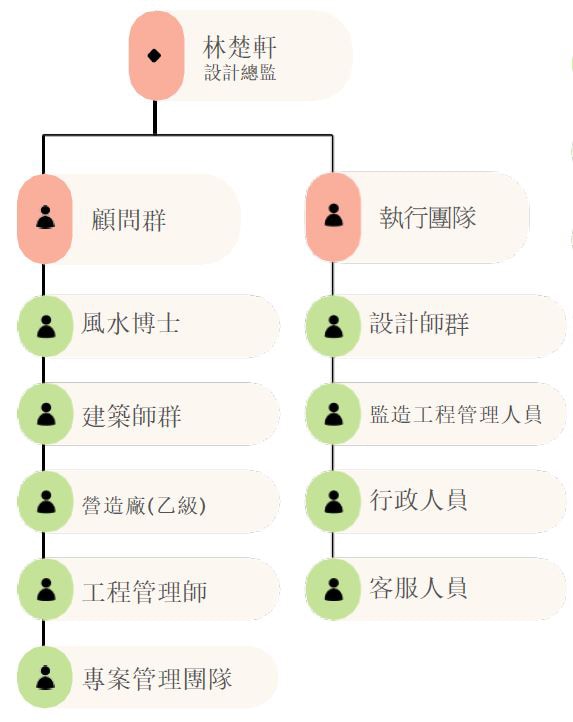 林楚軒
設計總監
顧問群
風水博士
建築師群
營造廠(乙級)
工程管理師
專案管理團隊
執行團隊
設計師群
監造工程管理人員
行政人員
客服人員